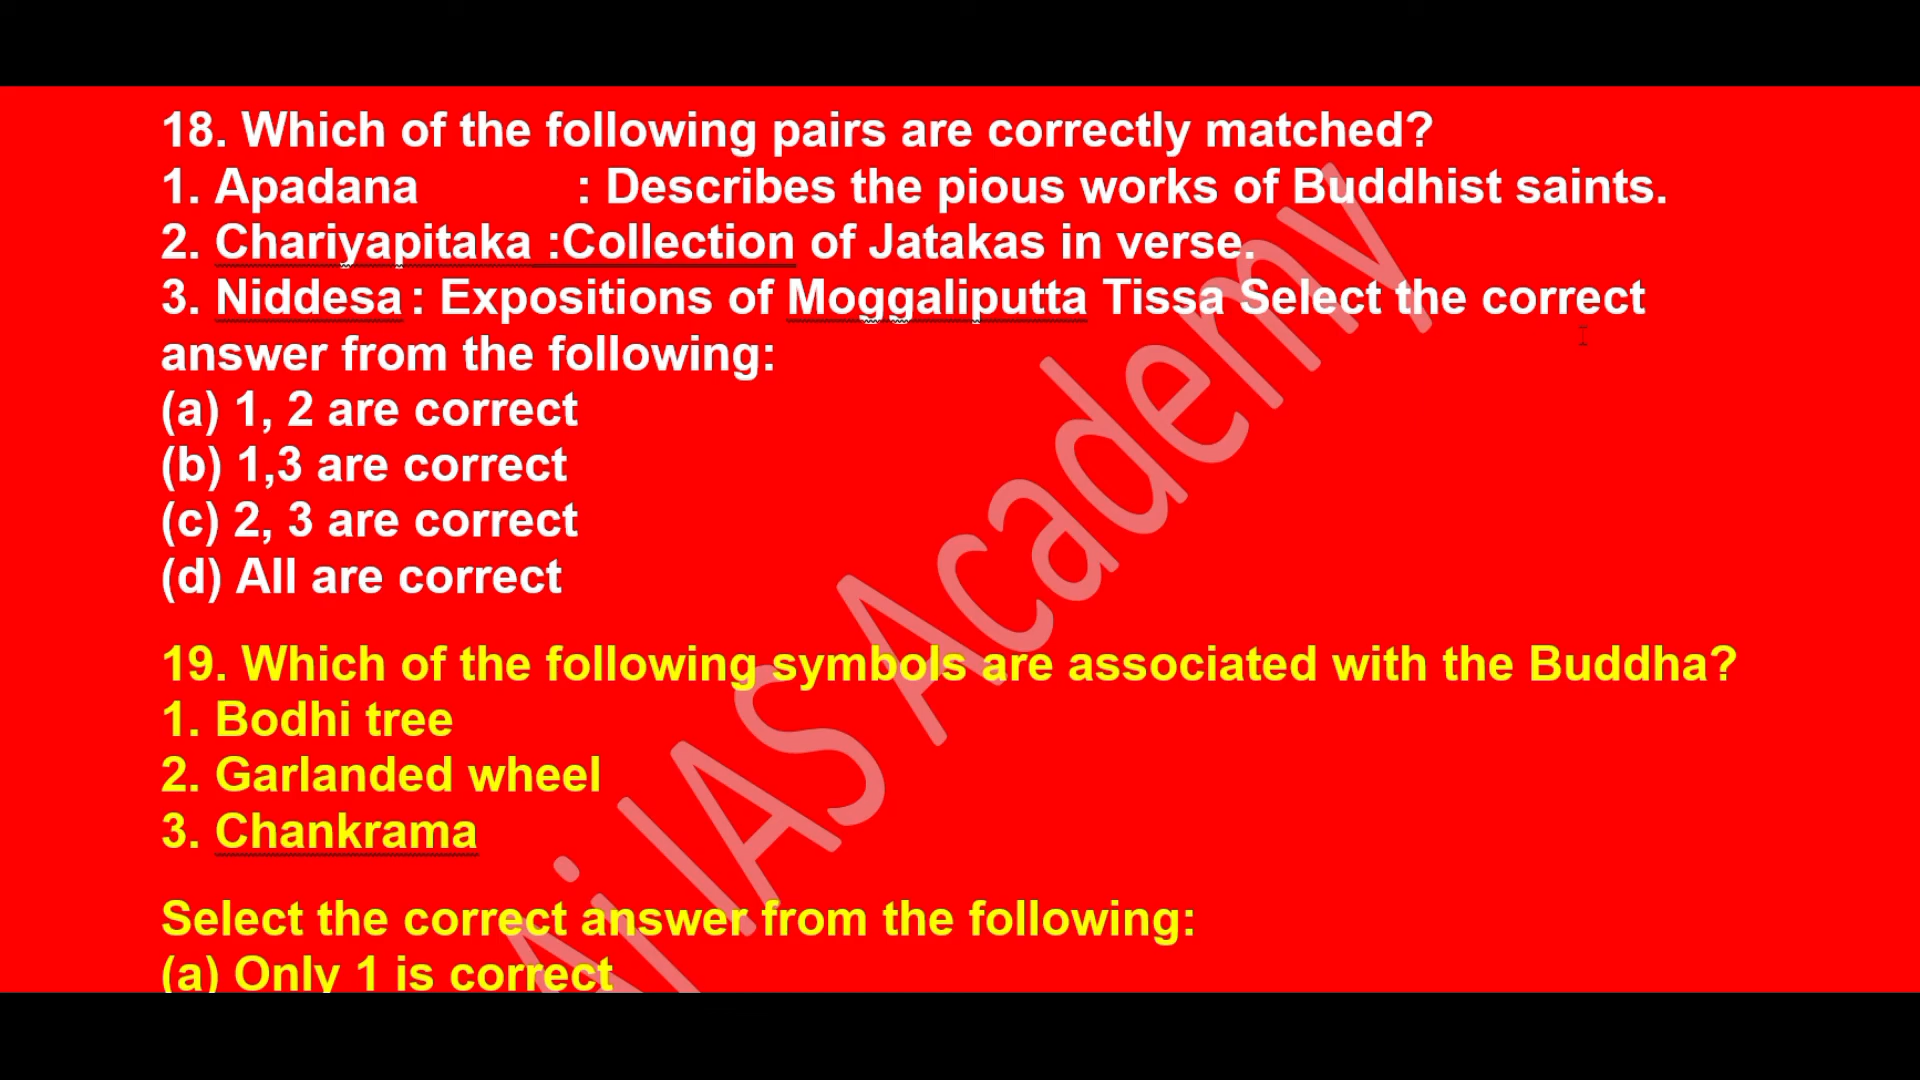 18. Which of the following pairs are correctly matched?
1. Apadana : Describes the pious works of Buddhist saints.
2. Chariyapitaka :Collection of Jatakas in verse.
3. Niddesa : Expositions of Moggaliputta Tissa Select the correct
answer from the following:
(a) 1, 2 are correct
(b) 1,3 are correct
(c) 2, 3 are correct
(d) All are correct
19. Which of the following symbols are associated with the Buddha?
1. Bodhi tree
2. Garlanded wheel
3. Chankrama
Select the correct answer from the following:
(a) Only 1 is correct
IAS Academy